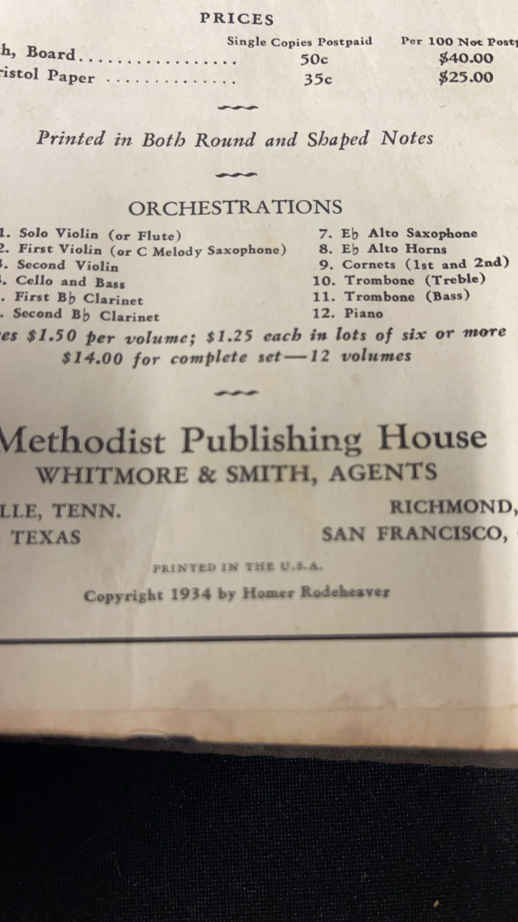 PRICES
Single Copies Postpaid Per 100 Not
Board................. 50c $40.00
Paper .............. 35c $25.00
Printed in Both Round and Shaped Notes
ORCHESTRATIONS
1. Solo Violin (or Flute) 7. E♭ Alto Saxophone
2. First Violin (or C Melody Saxophone) 8. E♭ Alto Horns
. Second Violin 9. Cornets (1st and 2nd)
. Cello and Bass 10. Trombone (Treble)
. First B♭ Clarinet 11. Trombone (Bass)
. Second B♭ Clarinet 12. Piano
es $1.50 per volume; $1.25 each in lots of six or more
$14.00 for complete set—12 volumes
Methodist Publishing House
WHITMORE & SMITH, AGENTS
LLE, TENN. RICHMOND,
TEXAS SAN FRANCISCO,
PRINTED IN THE U.S.A.
Copyright 1934 by Homer Rodeheaver